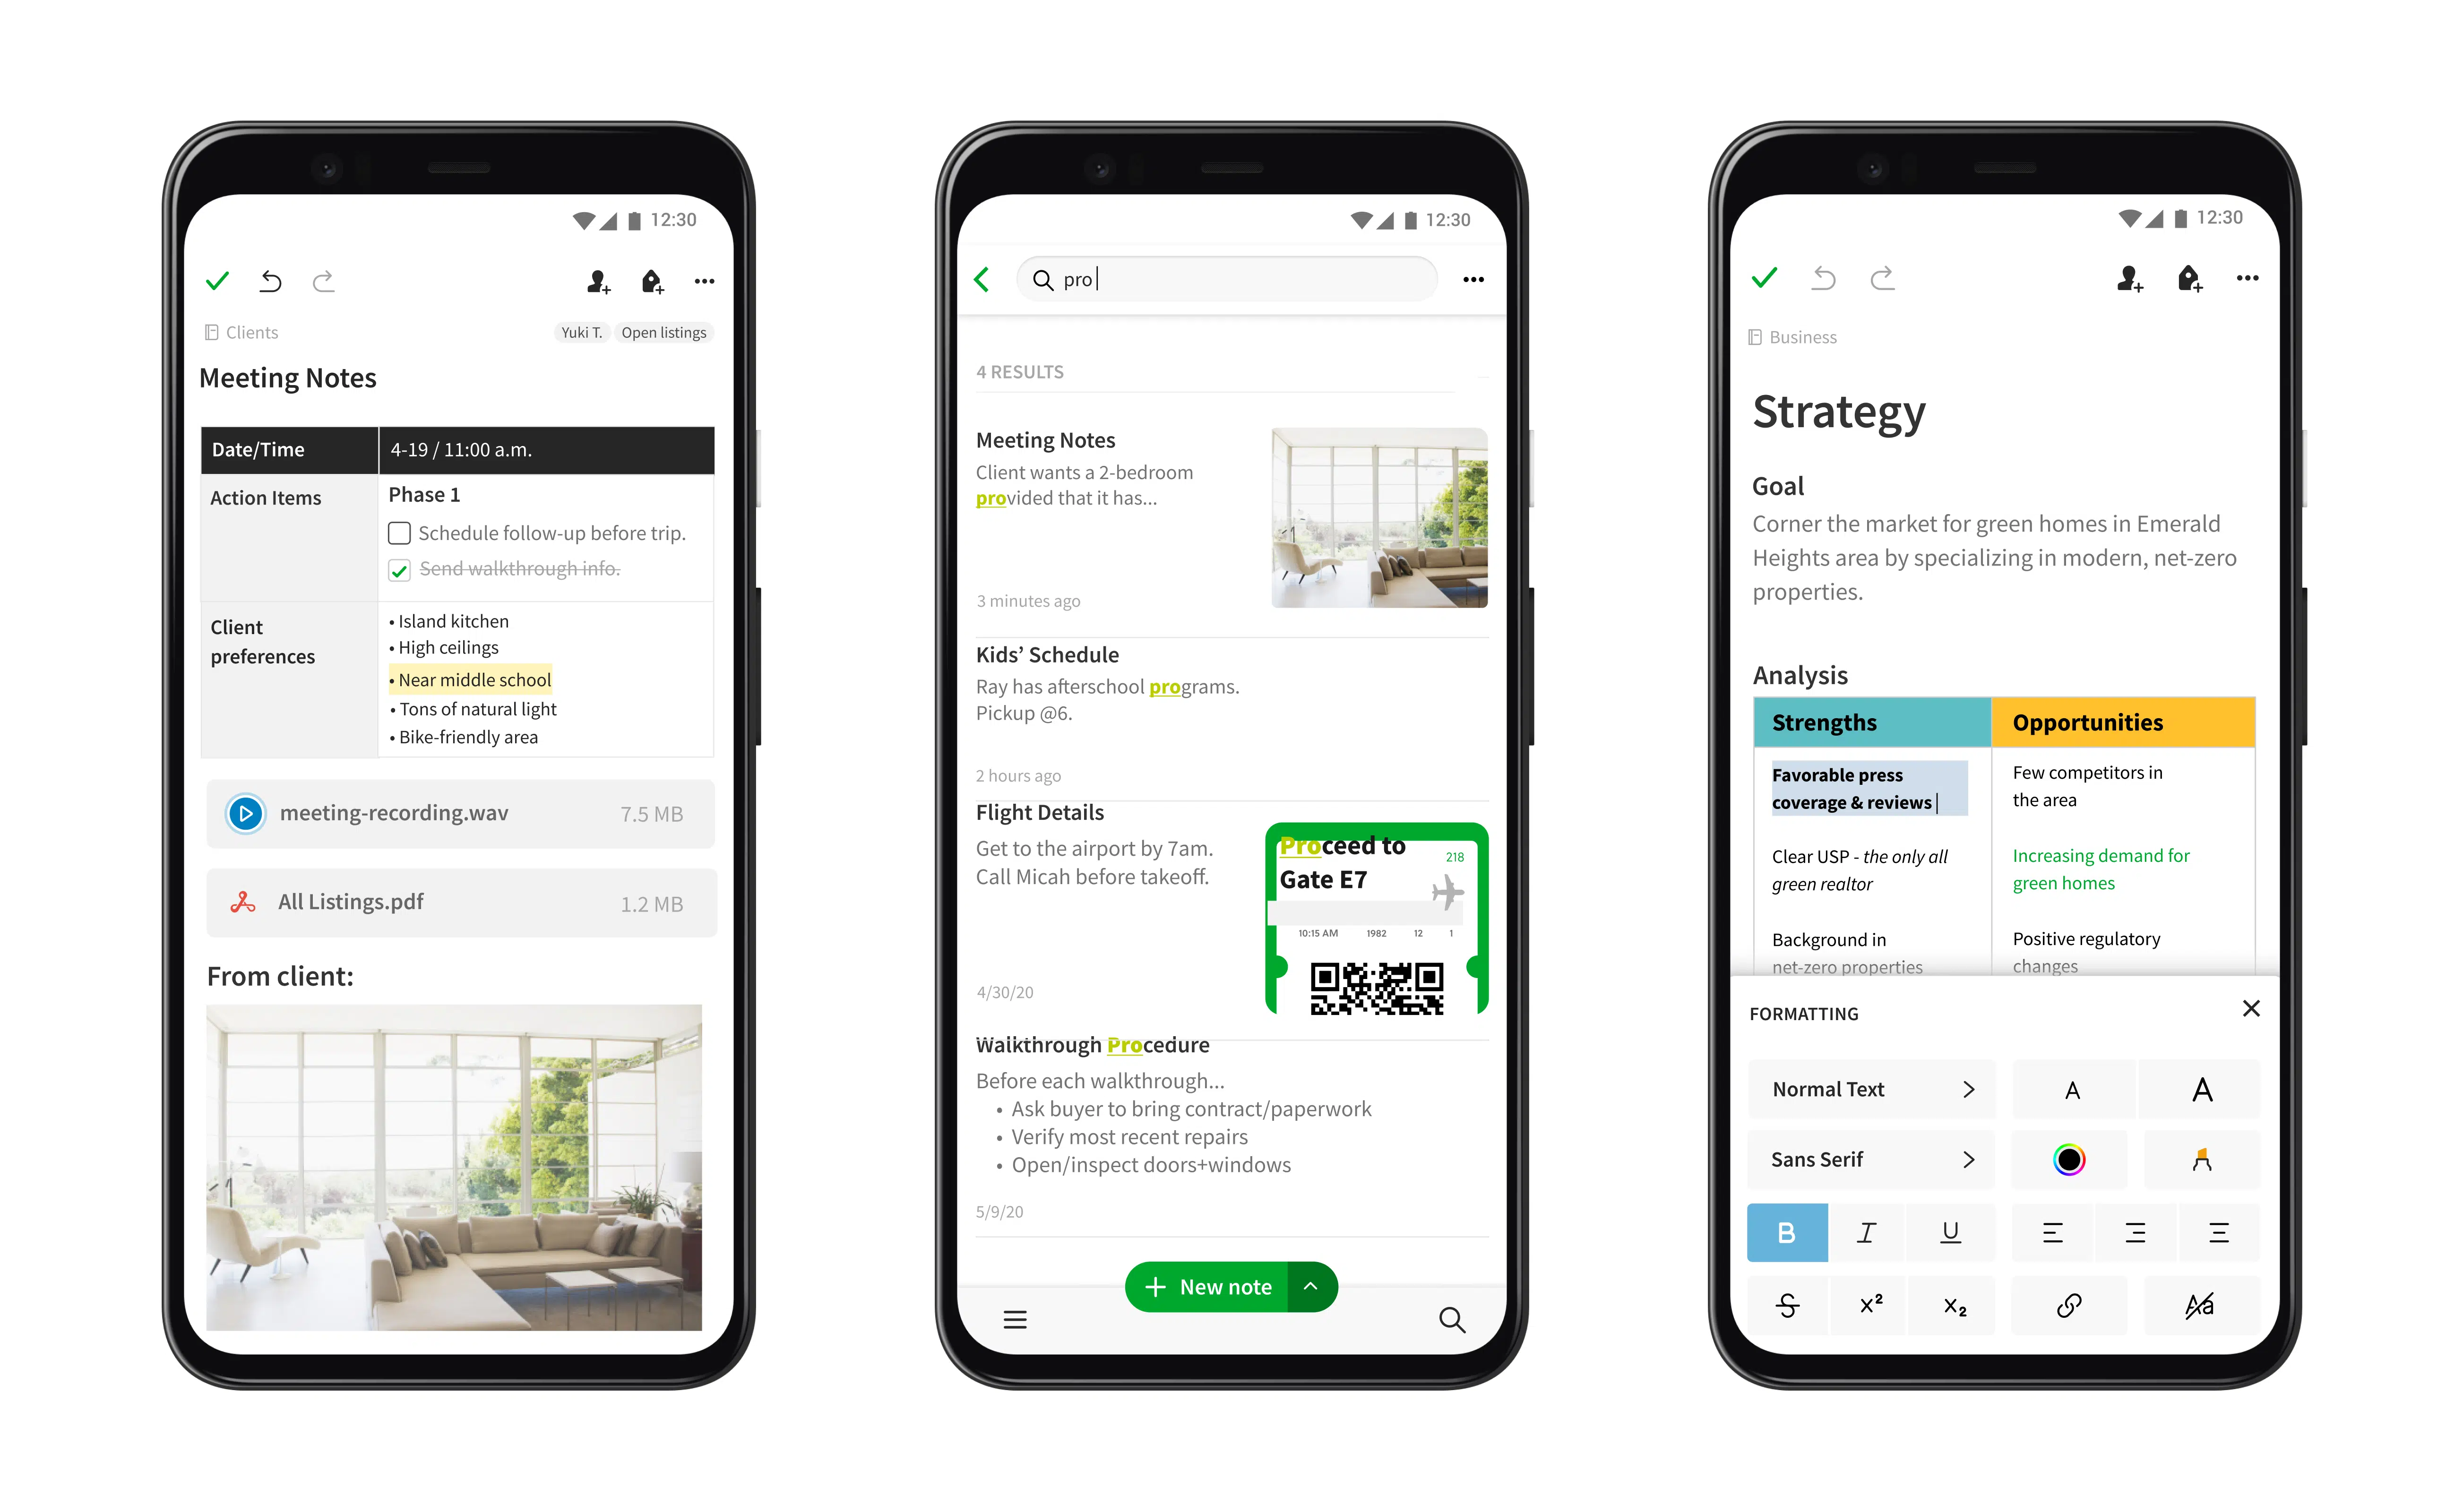 12:30
Clients
Yuki T. Open listings
Meeting Notes
Date/Time 4-19 / 11:00 a.m.
Action Items
Phase 1
Schedule follow-up before trip.
Send walkthrough info.
Client
preferences
• Island kitchen
• High ceilings
• Near middle school
• Tons of natural light
• Bike-friendly area
meeting-recording.wav 7.5 MB
All Listings.pdf 1.2 MB
From client:
12:30
pro
4 RESULTS
Meeting Notes
Client wants a 2-bedroom
provided that it has...
3 minutes ago
Kids’ Schedule
Ray has afterschool programs.
Pickup @6.
2 hours ago
Flight Details
Get to the airport by 7am.
Call Micah before takeoff.
4/30/20
Proceed to
Gate E7
218
10:15 AM 1982 12 1
Walkthrough Procedure
Before each walkthrough...
• Ask buyer to bring contract/paperwork
• Verify most recent repairs
• Open/inspect doors+windows
5/9/20
+ New note
12:30
Business
Strategy
Goal
Corner the market for green homes in Emerald
Heights area by specializing in modern, net-zero
properties.
Analysis
Strengths
Favorable press
coverage & reviews
Clear USP - the only all
green realtor
Background in
net-zero properties
Opportunities
Few competitors in
the area
Increasing demand for
green homes
Positive regulatory
changes
FORMATTING
Normal Text
A A
Sans Serif
B I U
S x² x₂
Aa